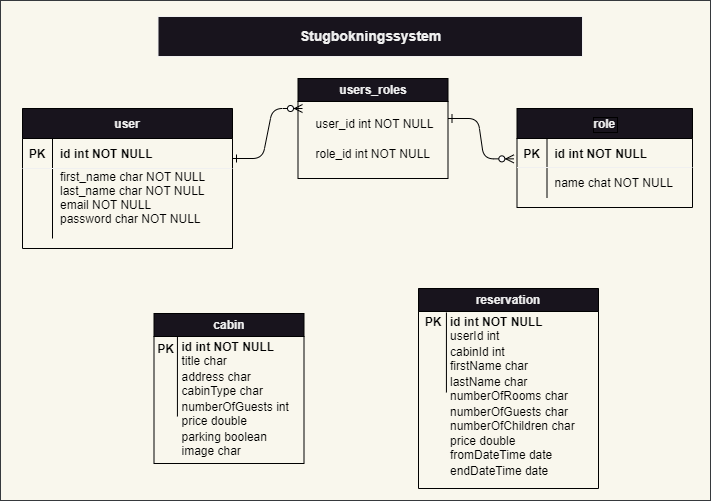 Stugbokningssystem
users_roles
user_id int NOT NULL
role_id int NOT NULL
user
PK id int NOT NULL
first_name char NOT NULL
last_name char NOT NULL
email NOT NULL
password char NOT NULL
role
PK id int NOT NULL
name chat NOT NULL
cabin
PK id int NOT NULL
title char
address char
cabinType char
numberOfGuests int
price double
parking boolean
image char
reservation
PK id int NOT NULL
userId int
cabinId int
firstName char
lastName char
numberOfRooms char
numberOfGuests char
numberOfChildren char
price double
fromDateTime date
endDateTime date